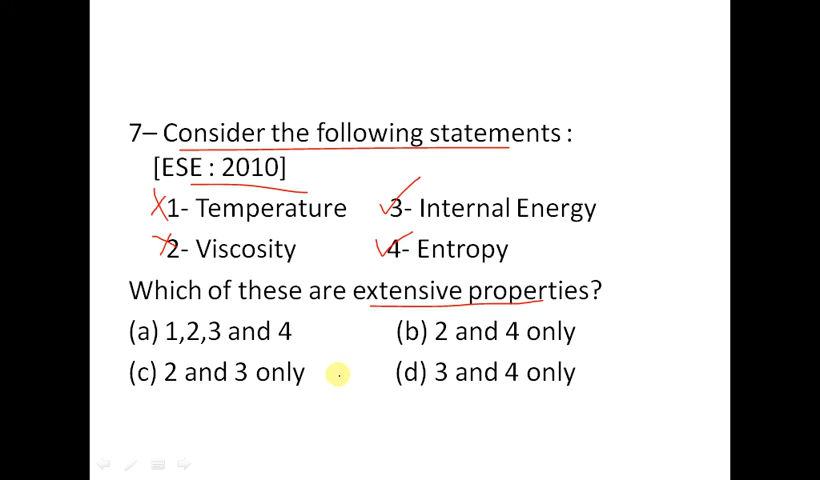 7– Consider the following statements :
[ESE : 2010]
1- Temperature 3- Internal Energy
2- Viscosity 4- Entropy
Which of these are extensive properties?
(a) 1,2,3 and 4 (b) 2 and 4 only
(c) 2 and 3 only (d) 3 and 4 only